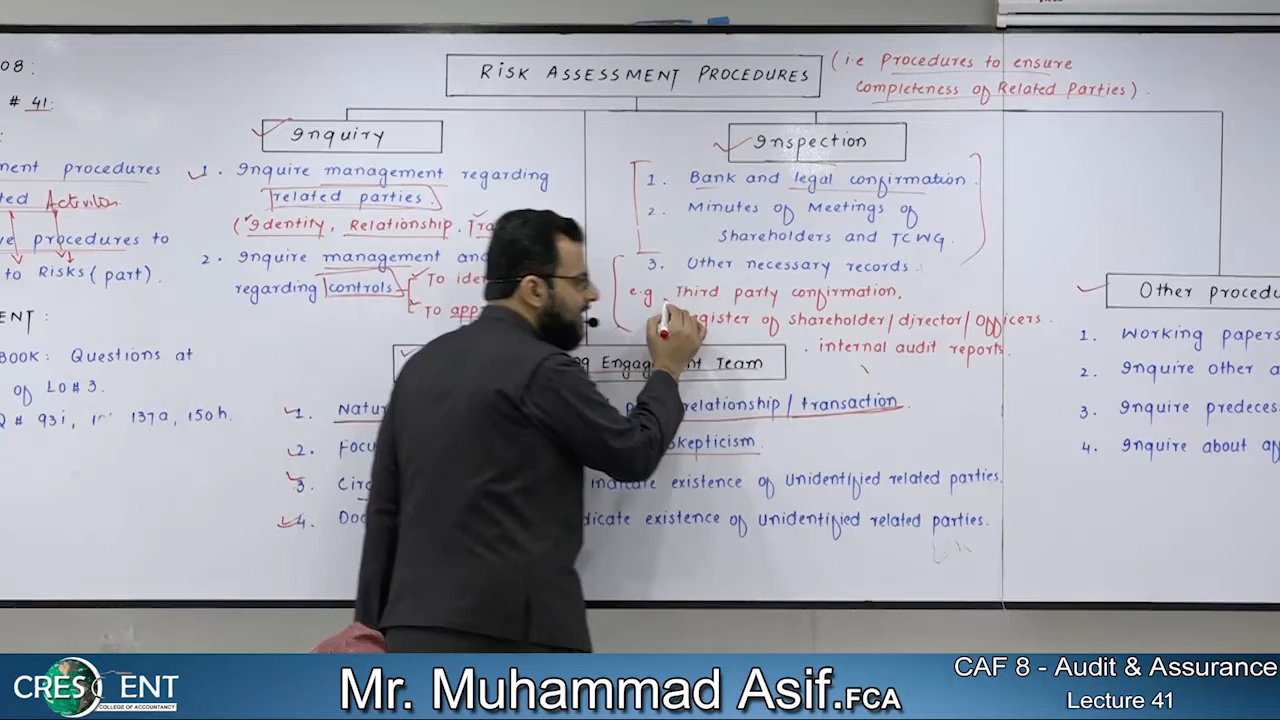 08:
# 41:
:
ment procedures
ted Activities
ve procedures to
to Risks (part).
ENT:
BOOK: Questions at
of LO # 3.
Q # 93i, 137a, 150h.
RISK ASSESSMENT PROCEDURES
(i.e Procedures to ensure
Completeness of Related Parties).
Inquiry
1. Inquire management regarding
related parties.
(Identity, Relationship, Tra
2. Inquire management and
regarding controls
To iden
To app
Inspection
1. Bank and legal confirmation.
2. Minutes of Meetings of
Shareholders and TCWG.
3. Other necessary records.
e.g Third party confirmation.
egister of shareholder/director/Officers.
. internal audit reports.
ng Engagement Team
1. Natur relationship/transaction.
2. Focu skepticism.
3. Circ indicate existence of unidentified related parties.
4. Doc dicate existence of unidentified related parties.
Other procedu
1. Working papers
2. Inquire other a
3. Inquire predeces
4. Inquire about a
CRESCENT
COLLEGE OF ACCOUNTANCY
Mr. Muhammad Asif.FCA
CAF 8 - Audit & Assurance
Lecture 41